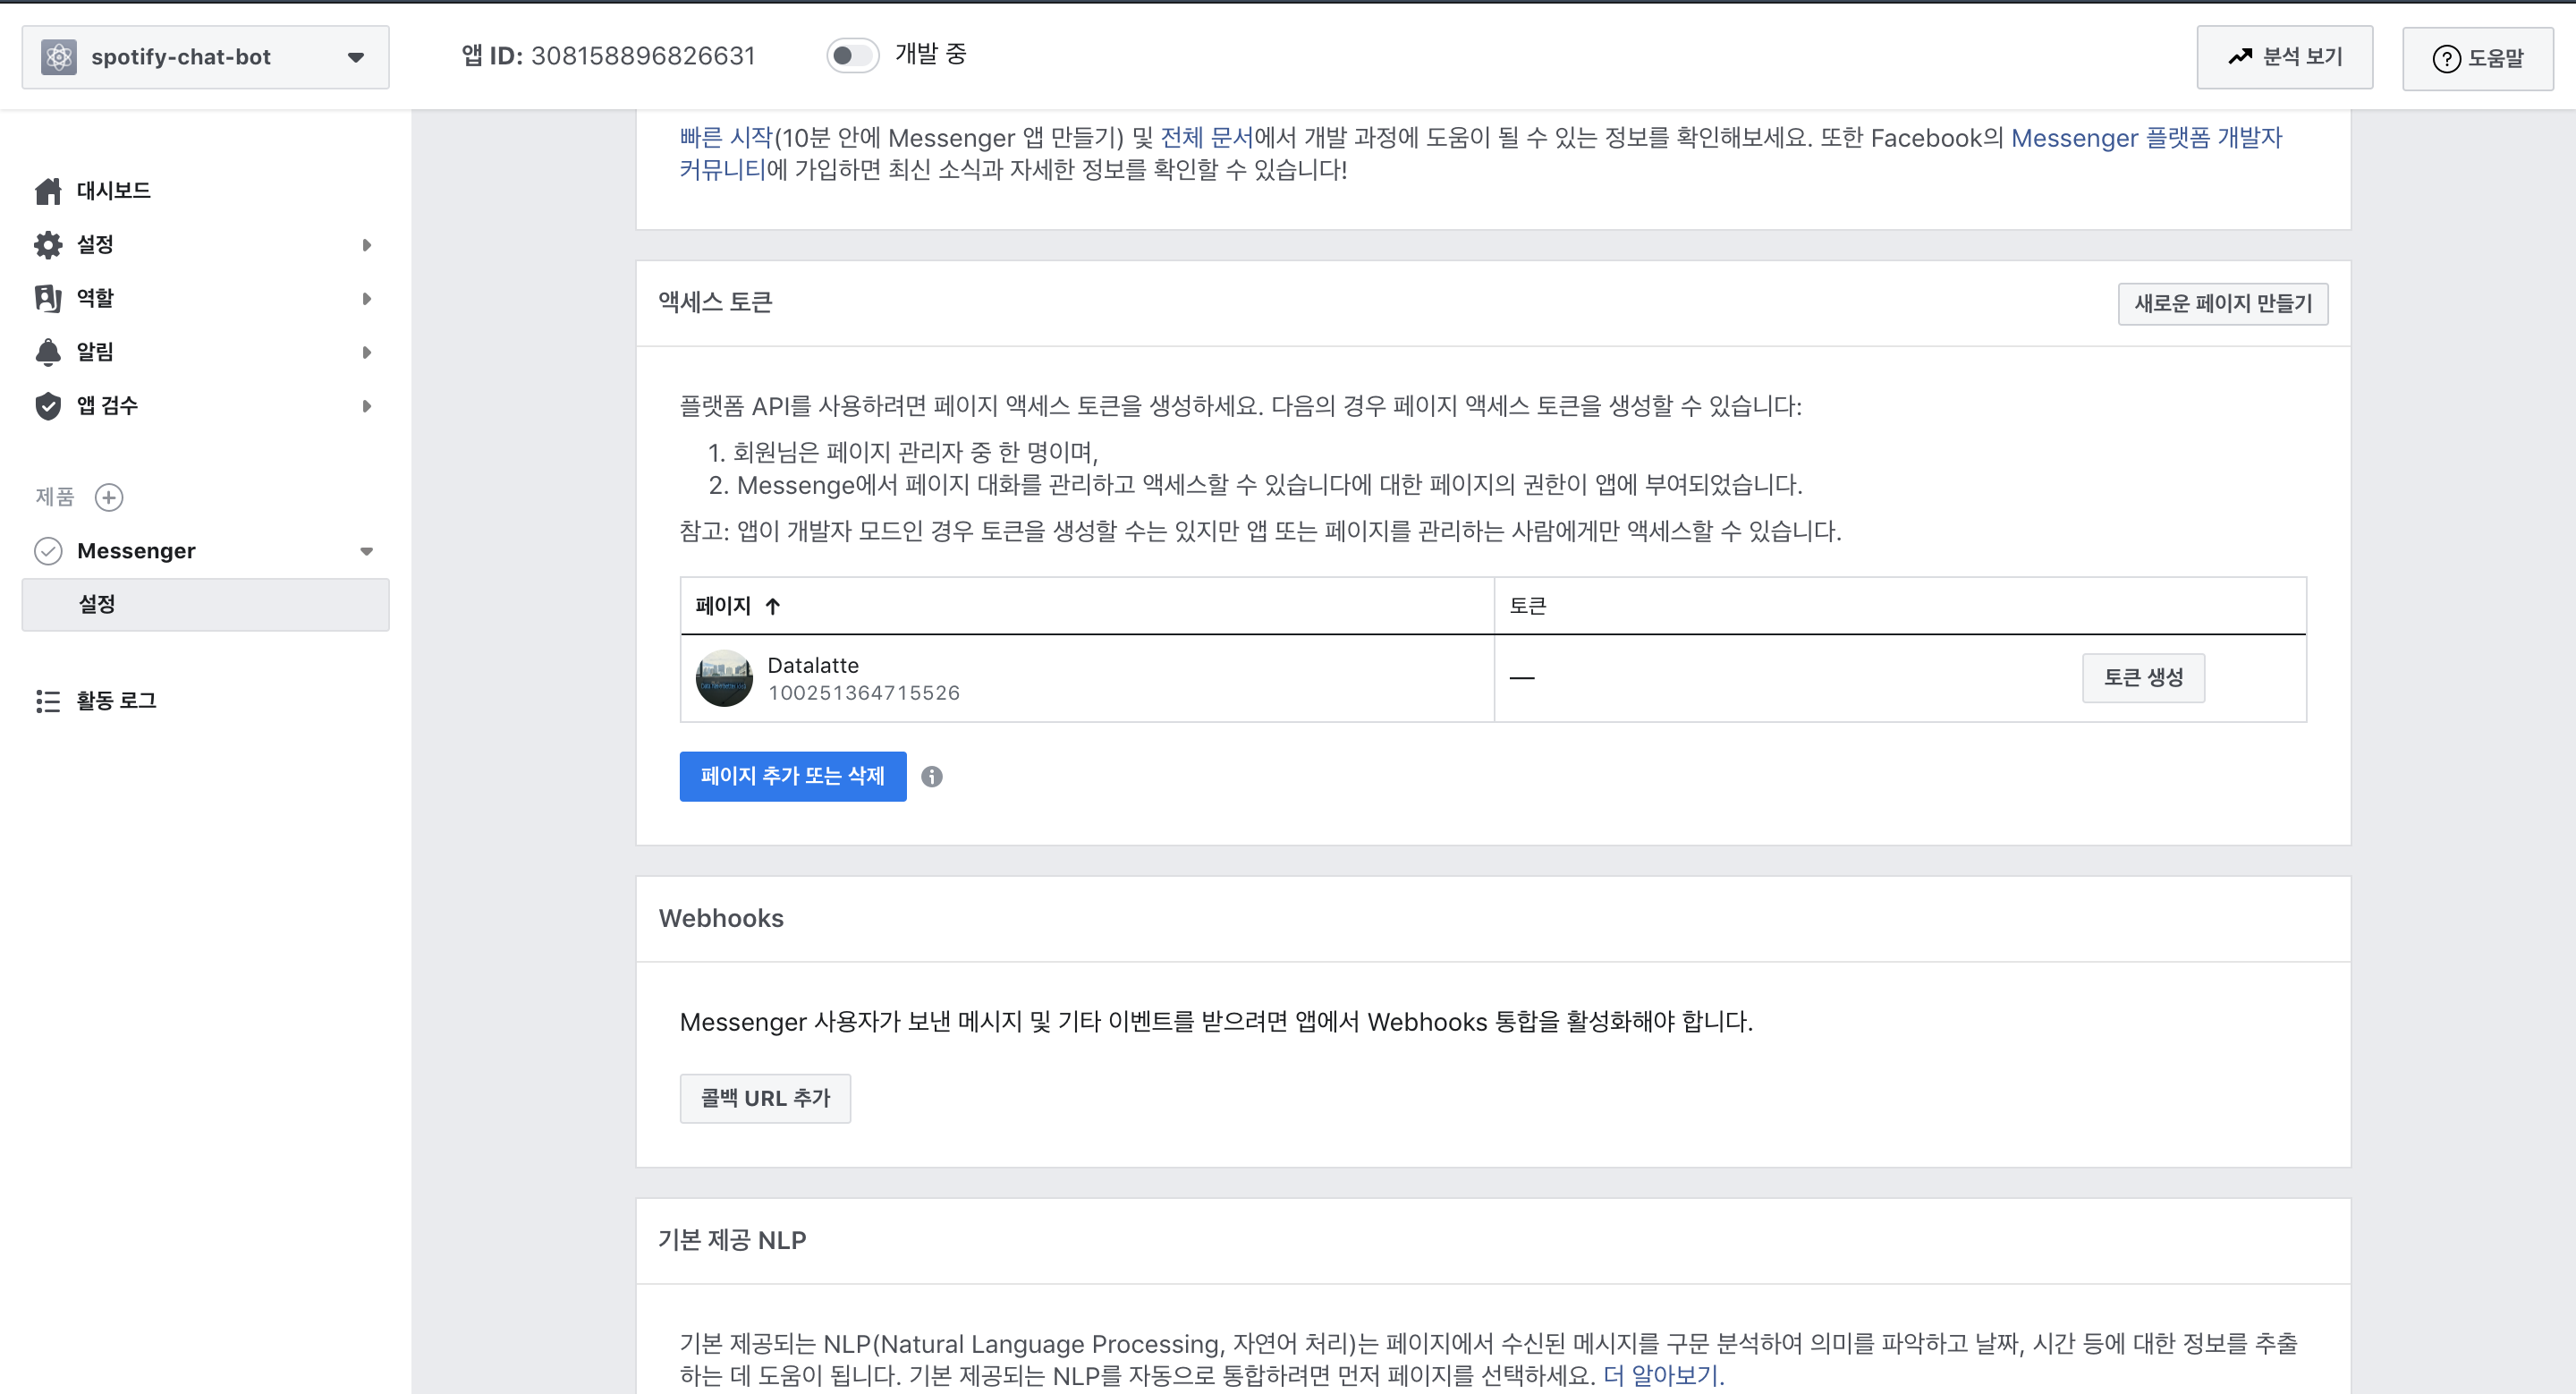 spotify-chat-bot
앱 ID: 308158896826631
개발 중
분석 보기
도움말
대시보드
설정
역할
알림
앱 검수
제품
Messenger
설정
활동 로그
빠른 시작(10분 안에 Messenger 앱 만들기) 및 전체 문서에서 개발 과정에 도움이 될 수 있는 정보를 확인해보세요. 또한 Facebook의 Messenger 플랫폼 개발자
커뮤니티에 가입하면 최신 소식과 자세한 정보를 확인할 수 있습니다!
액세스 토큰
새로운 페이지 만들기
플랫폼 API를 사용하려면 페이지 액세스 토큰을 생성하세요. 다음의 경우 페이지 액세스 토큰을 생성할 수 있습니다:
1. 회원님은 페이지 관리자 중 한 명이며,
2. Messenge에서 페이지 대화를 관리하고 액세스할 수 있습니다에 대한 페이지의 권한이 앱에 부여되었습니다.
참고: 앱이 개발자 모드인 경우 토큰을 생성할 수는 있지만 앱 또는 페이지를 관리하는 사람에게만 액세스할 수 있습니다.
페이지 ↑
토큰
Datalatte
100251364715526
—
토큰 생성
페이지 추가 또는 삭제
Webhooks
Messenger 사용자가 보낸 메시지 및 기타 이벤트를 받으려면 앱에서 Webhooks 통합을 활성화해야 합니다.
콜백 URL 추가
기본 제공 NLP
기본 제공되는 NLP(Natural Language Processing, 자연어 처리)는 페이지에서 수신된 메시지를 구문 분석하여 의미를 파악하고 날짜, 시간 등에 대한 정보를 추출
하는 데 도움이 됩니다. 기본 제공되는 NLP를 자동으로 통합하려면 먼저 페이지를 선택하세요. 더 알아보기.